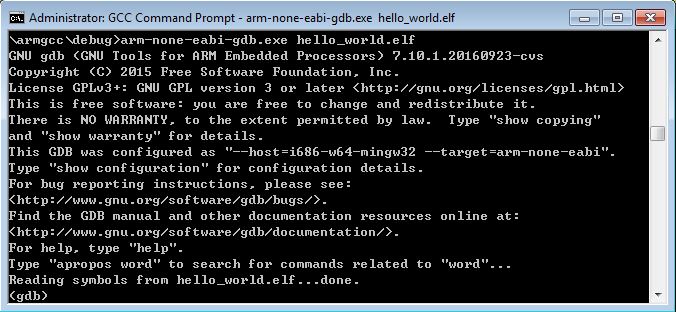 Administrator: GCC Command Prompt - arm-none-eabi-gdb.exe hello_world.elf
\armgcc\debug>arm-none-eabi-gdb.exe hello_world.elf
GNU gdb (GNU Tools for ARM Embedded Processors) 7.10.1.20160923-cvs
Copyright (C) 2015 Free Software Foundation, Inc.
License GPLv3+: GNU GPL version 3 or later <http://gnu.org/licenses/gpl.html>
This is free software: you are free to change and redistribute it.
There is NO WARRANTY, to the extent permitted by law.  Type "show copying"
and "show warranty" for details.
This GDB was configured as "--host=i686-w64-mingw32 --target=arm-none-eabi".
Type "show configuration" for configuration details.
For bug reporting instructions, please see:
<http://www.gnu.org/software/gdb/bugs/>.
Find the GDB manual and other documentation resources online at:
<http://www.gnu.org/software/gdb/documentation/>.
For help, type "help".
Type "apropos word" to search for commands related to "word"...
Reading symbols from hello_world.elf...done.
(gdb)